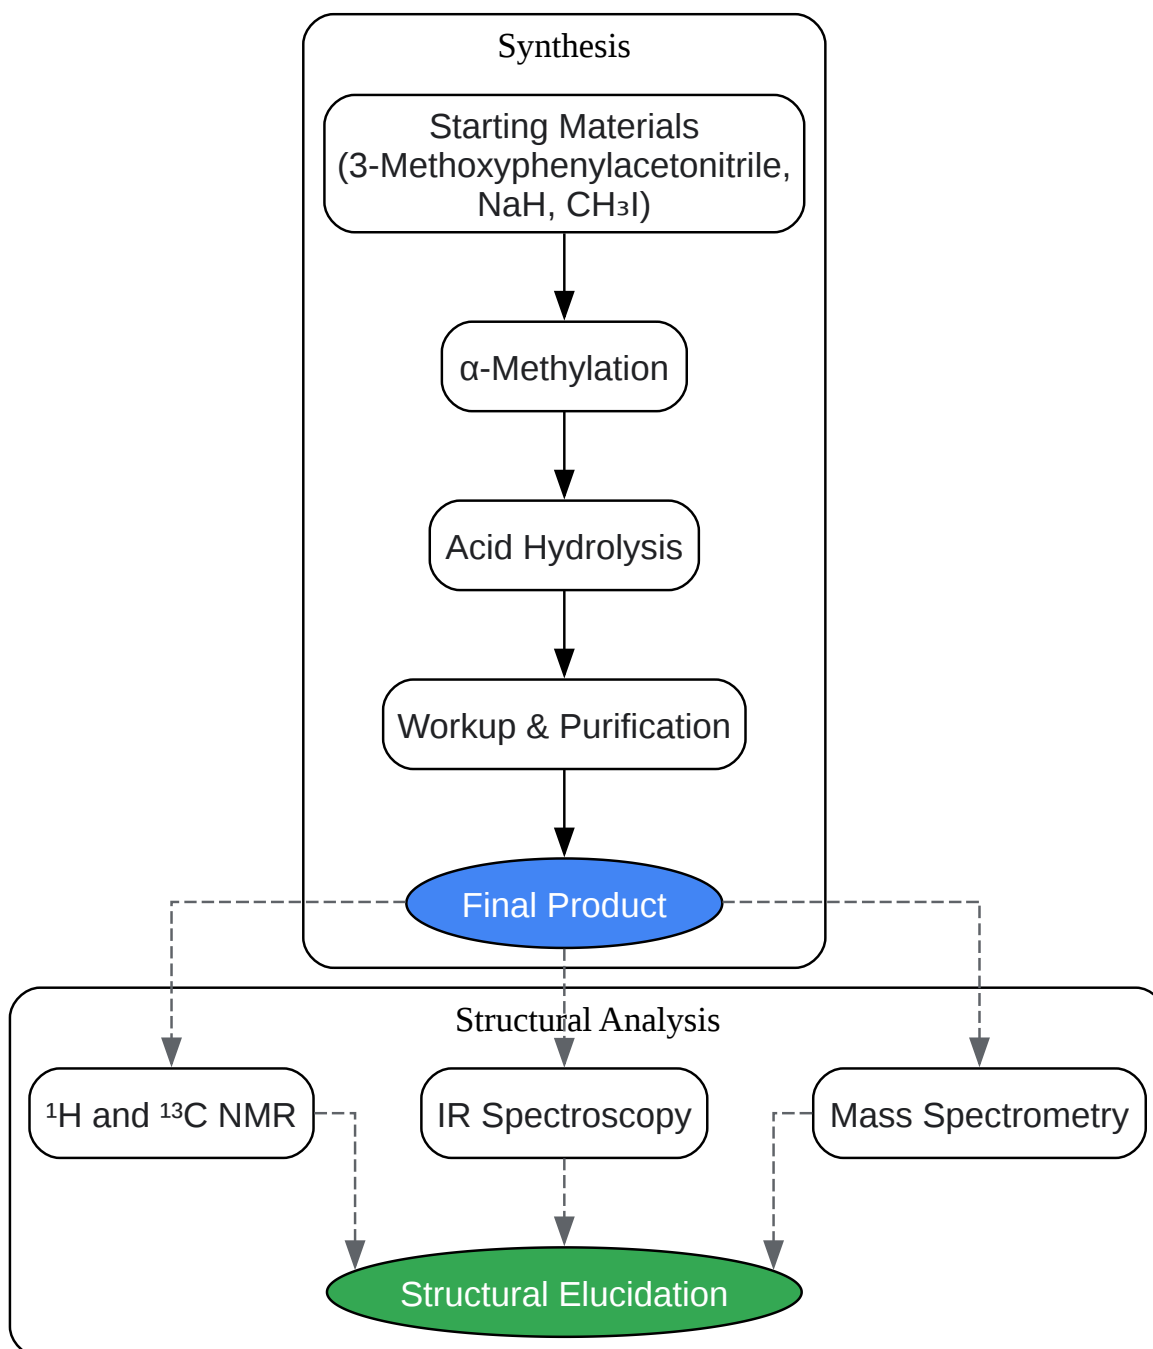 Synthesis
Starting Materials
(3-Methoxyphenylacetonitrile,
NaH, CH₃I)
α-Methylation
Acid Hydrolysis
Workup & Purification
Final Product
Structural Analysis
¹H and ¹³C NMR
IR Spectroscopy
Mass Spectrometry
Structural Elucidation